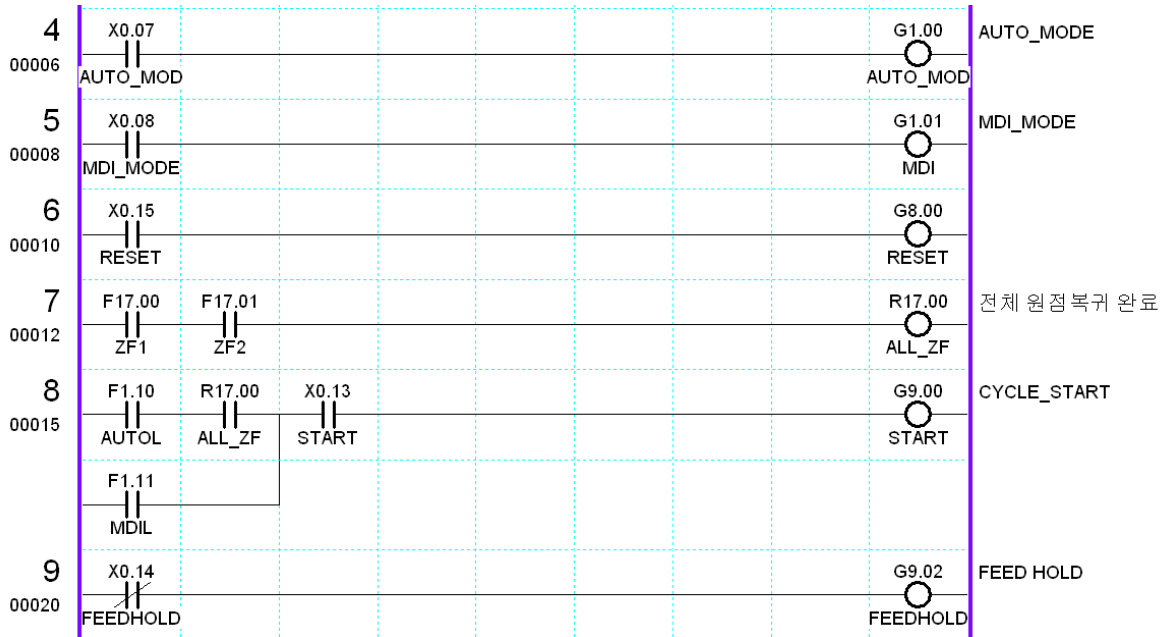 4 X0.07 G1.00 AUTO_MODE
00006 AUTO_MOD AUTO_MOD
5 X0.08 G1.01 MDI_MODE
00008 MDI_MODE MDI
6 X0.15 G8.00
00010 RESET RESET
7 F17.00 F17.01 R17.00 전체 원점복귀 완료
00012 ZF1 ZF2 ALL_ZF
8 F1.10 R17.00 X0.13 G9.00 CYCLE_START
00015 AUTOL ALL_ZF START START
F1.11
MDIL
9 X0.14 G9.02 FEED HOLD
00020 FEEDHOLD FEEDHOLD